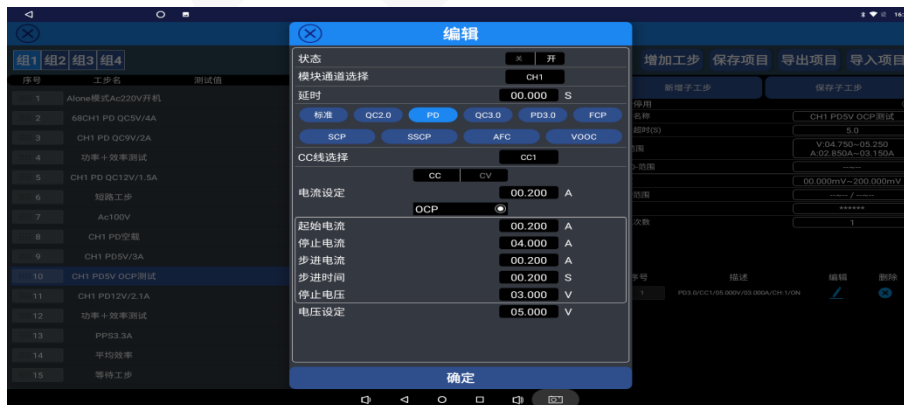 16:
编辑
组1 组2 组3 组4
增加工步 保存项目 导出项目 导入项目
序号 工步名 测试值
1 Alone模式Ac220V开机
2 68CH1 PD QC5V/4A
3 CH1 PD QC9V/2A
4 功率+效率测试
5 CH1 PD QC12V/1.5A
6 短路工步
7 Ac100V
8 CH1 PD空载
9 CH1 PD5V/3A
10 CH1 PD5V OCP测试
11 CH1 PD12V/2.1A
12 功率+效率测试
13 PPS3.3A
14 平均效率
15 等待工步
状态 × 开
模块通道选择 CH1
延时 00.000 S
标准 QC2.0 PD QC3.0 PD3.0 FCP
SCP SSCP AFC VOOC
CC线选择 CC1
CC CV
电流设定 00.200 A
OCP
起始电流 00.200 A
停止电流 04.000 A
步进电流 00.200 A
步进时间 00.200 S
停止电压 03.000 V
电压设定 05.000 V
确定
新增子工步 保存子工步
停用
名称 CH1 PD5V OCP测试
超时(S) 5.0
范围 V:04.750~05.250
A:02.850A~03.150A
-范围 -----~-----
00.000mV~200.000mV
范围 ---~--- / ---~---
******
次数 1
序号 描述 编辑 删除
1 PD3.0/CC1/05.000V/03.000A/CH:1/ON